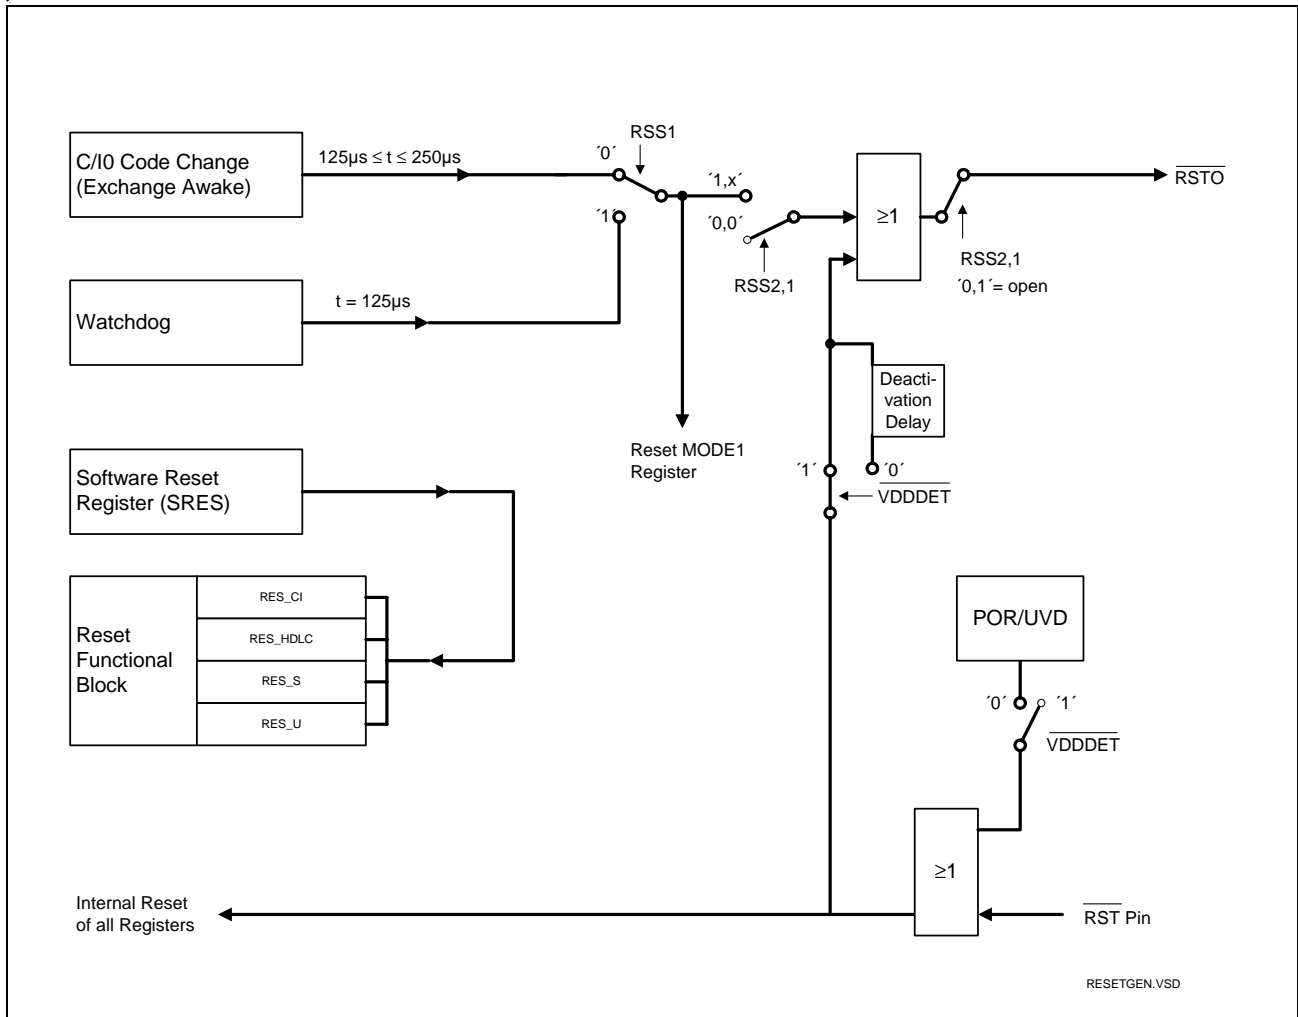 C/I0 Code Change
(Exchange Awake)
125µs ≤ t ≤ 250µs
´0´
RSS1
´1´
´1,x´
´0,0´
RSS2,1
≥1
RSTO
RSS2,1
´0,1´= open
Watchdog
t = 125µs
Deacti-
vation
Delay
Reset MODE1
Register
´1´
´0´
VDDDET
Software Reset
Register (SRES)
Reset
Functional
Block
RES_CI
RES_HDLC
RES_S
RES_U
POR/UVD
´0´
´1´
VDDDET
≥1
Internal Reset
of all Registers
RST Pin
RESETGEN.VSD